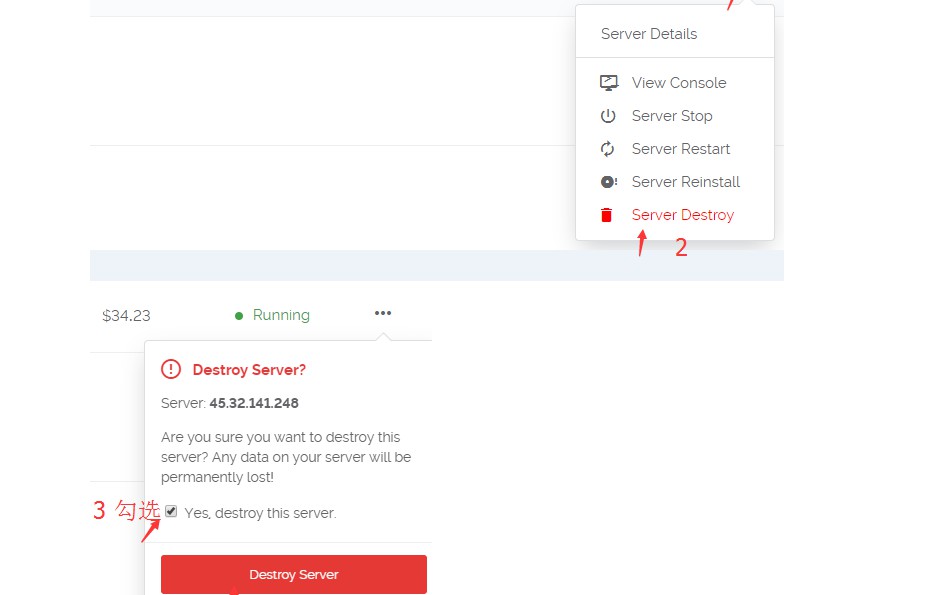 Server Details
View Console
Server Stop
Server Restart
Server Reinstall
Server Destroy
2
$34.23
Running
Destroy Server?
Server: 45.32.141.248
Are you sure you want to destroy this
server? Any data on your server will be
permanently lost!
3 勾选 Yes, destroy this server.
Destroy Server